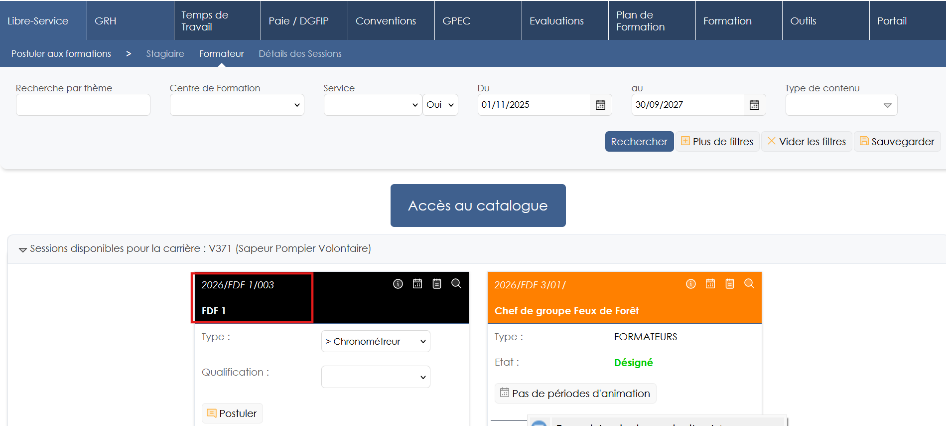 Libre-Service GRH Temps de Travail Paie / DGFIP Conventions GPEC Evaluations Plan de Formation Formation Outils Portail
Postuler aux formations > Stagiaire Formateur Détails des Sessions
Recherche par thème Centre de Formation Service Du au Type de contenu
Oui 01/11/2025 30/09/2027
Rechercher Plus de filtres Vider les filtres Sauvegarder
Accès au catalogue
Sessions disponibles pour la carrière : V371 (Sapeur Pompier Volontaire)
2026/FDF 1/003
FDF 1
Type : > Chronométreur
Qualification :
Postuler
2026/FDF 3/01/
Chef de groupe Feux de Forêt
Type : FORMATEURS
Etat : Désigné
Pas de périodes d'animation